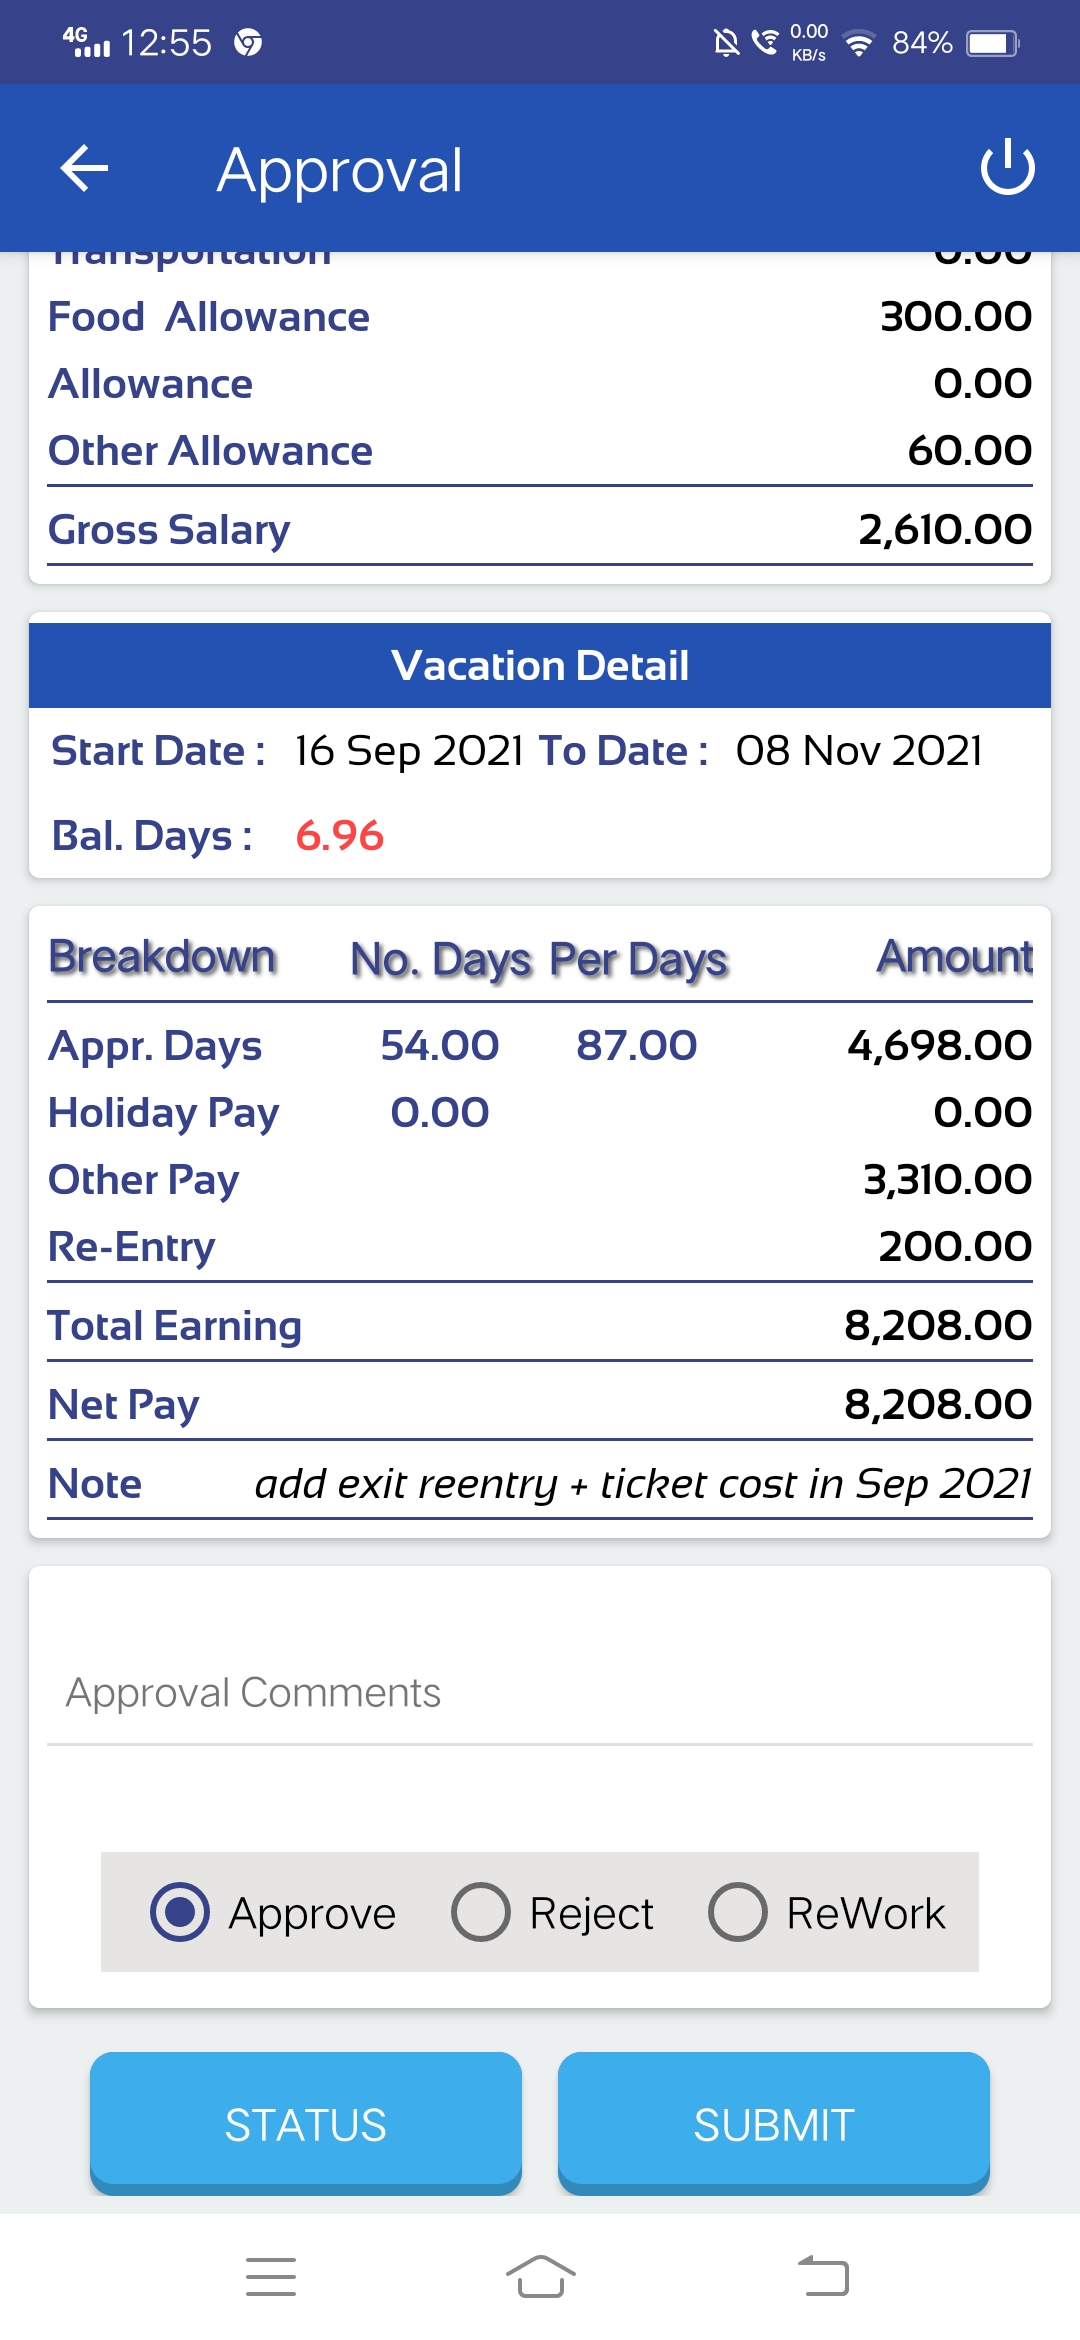 4G 12:55 0.00 KB/s 84%
Approval
Transportation 0.00
Food Allowance 300.00
Allowance 0.00
Other Allowance 60.00
Gross Salary 2,610.00
Vacation Detail
Start Date : 16 Sep 2021 To Date : 08 Nov 2021
Bal. Days : 6.96
Breakdown No. Days Per Days Amount
Appr. Days 54.00 87.00 4,698.00
Holiday Pay 0.00 0.00
Other Pay 3,310.00
Re-Entry 200.00
Total Earning 8,208.00
Net Pay 8,208.00
Note add exit reentry + ticket cost in Sep 2021
Approval Comments
Approve Reject ReWork
STATUS SUBMIT